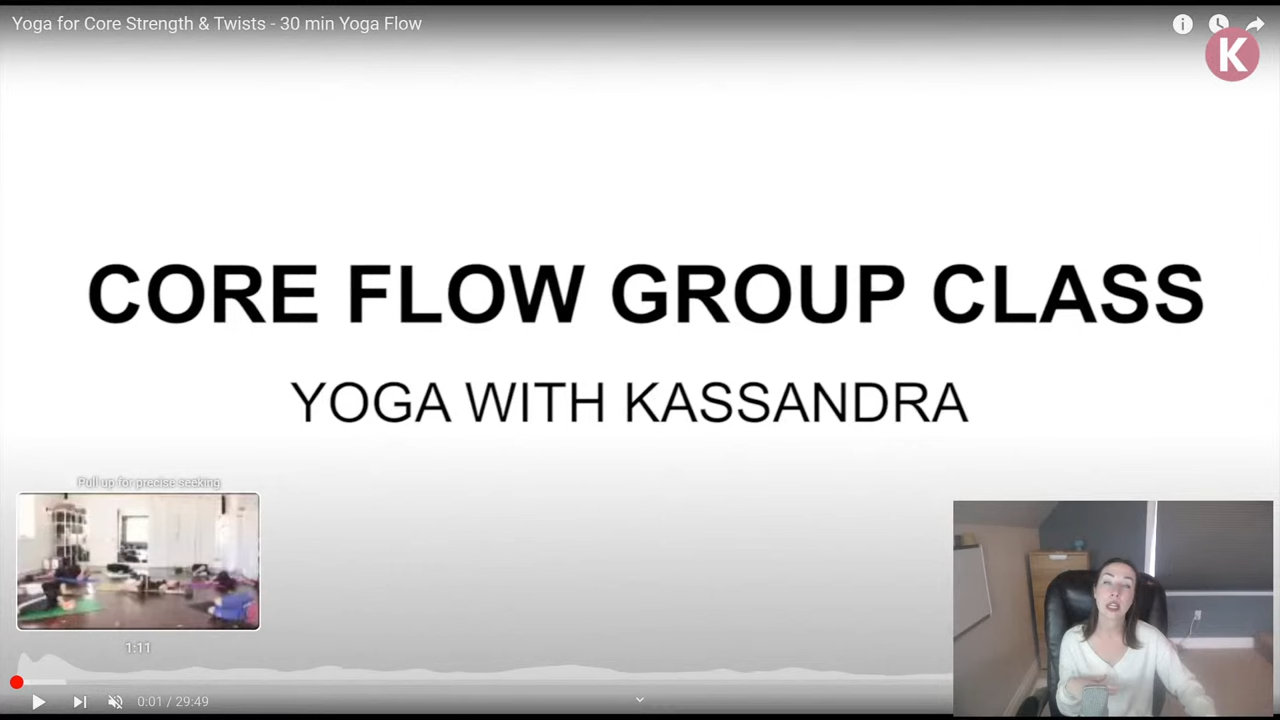 Yoga for Core Strength & Twists - 30 min Yoga Flow
K
CORE FLOW GROUP CLASS
YOGA WITH KASSANDRA
Pull up for precise seeking
1:11
0:01 / 29:49